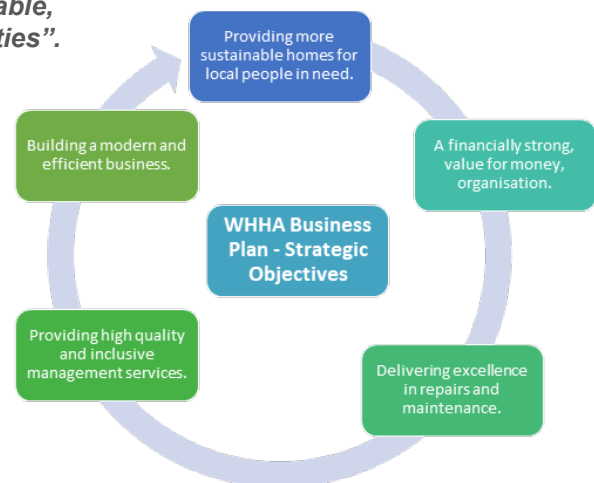 able,
ties”.
Providing more
sustainable homes for
local people in need.
A financially strong,
value for money,
organisation.
Delivering excellence
in repairs and
maintenance.
Providing high quality
and inclusive
management services.
Building a modern and
efficient business.
WHHA Business
Plan - Strategic
Objectives